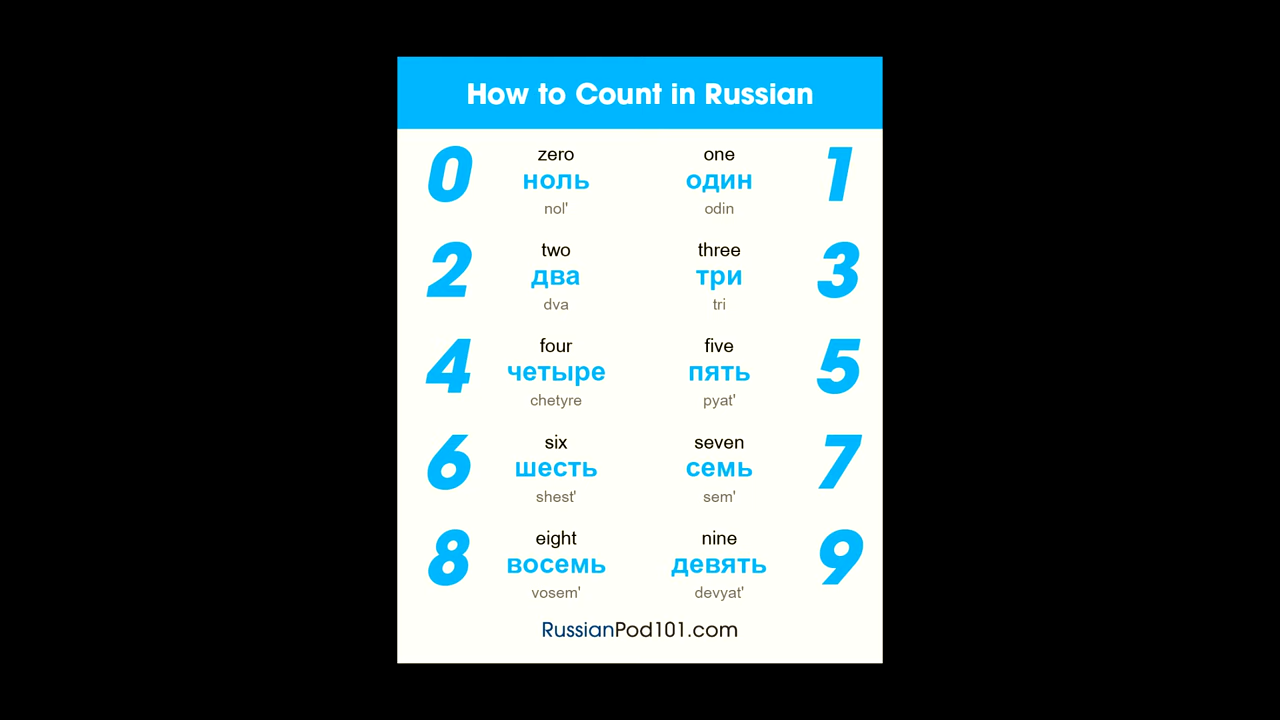 How to Count in Russian
0
zero
ноль
nol'
one
один
odin
1
2
two
два
dva
three
три
tri
3
4
four
четыре
chetyre
five
пять
pyat'
5
6
six
шесть
shest'
seven
семь
sem'
7
8
eight
восемь
vosem'
nine
девять
devyat'
9
RussianPod101.com